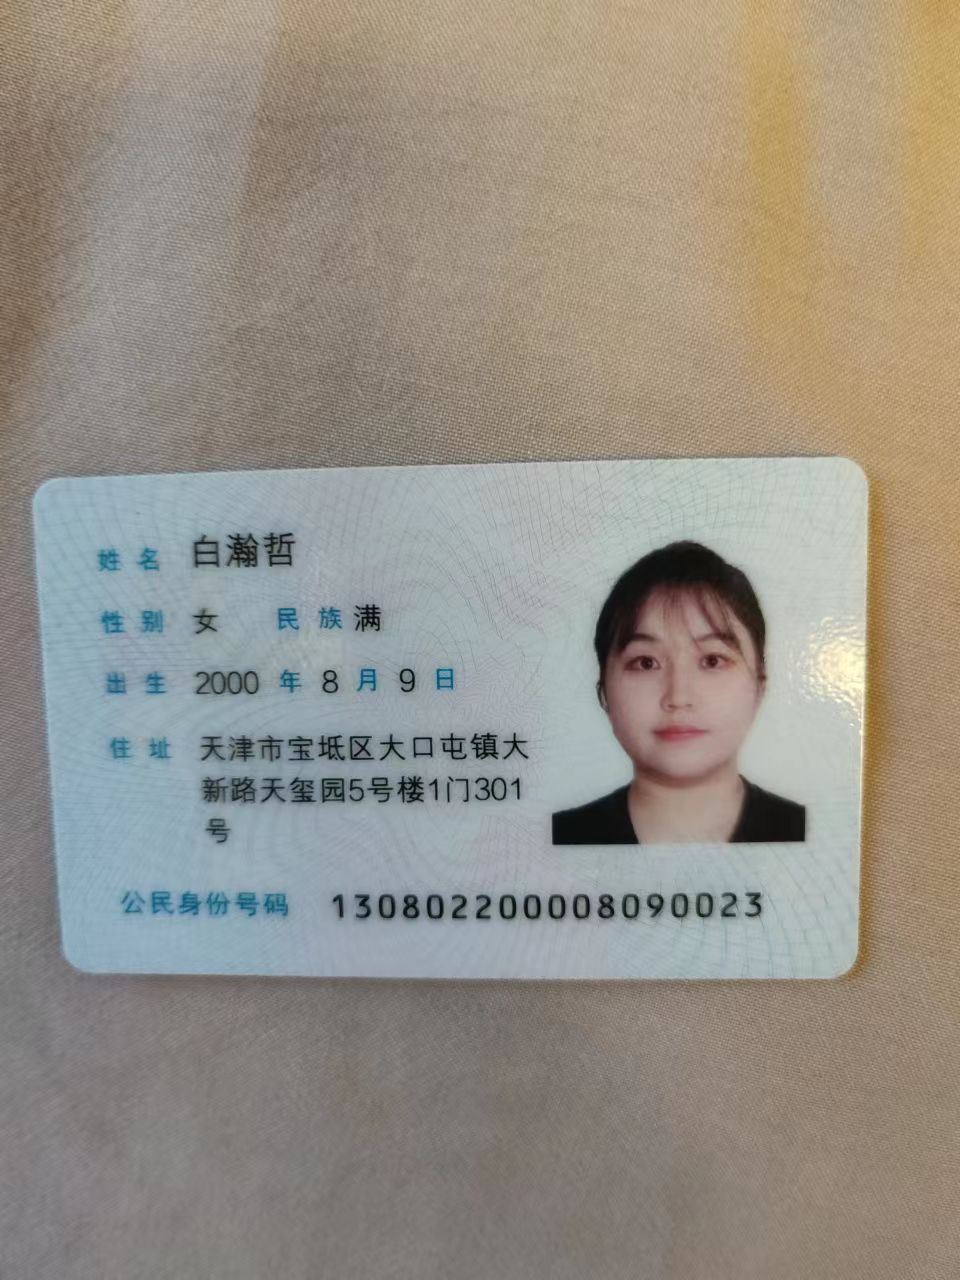 姓名 白瀚哲
性别 女 民族 满
出生 2000 年 8 月 9 日
住址 天津市宝坻区大口屯镇大
新路天玺园5号楼1门301
号
公民身份号码 130802200008090023